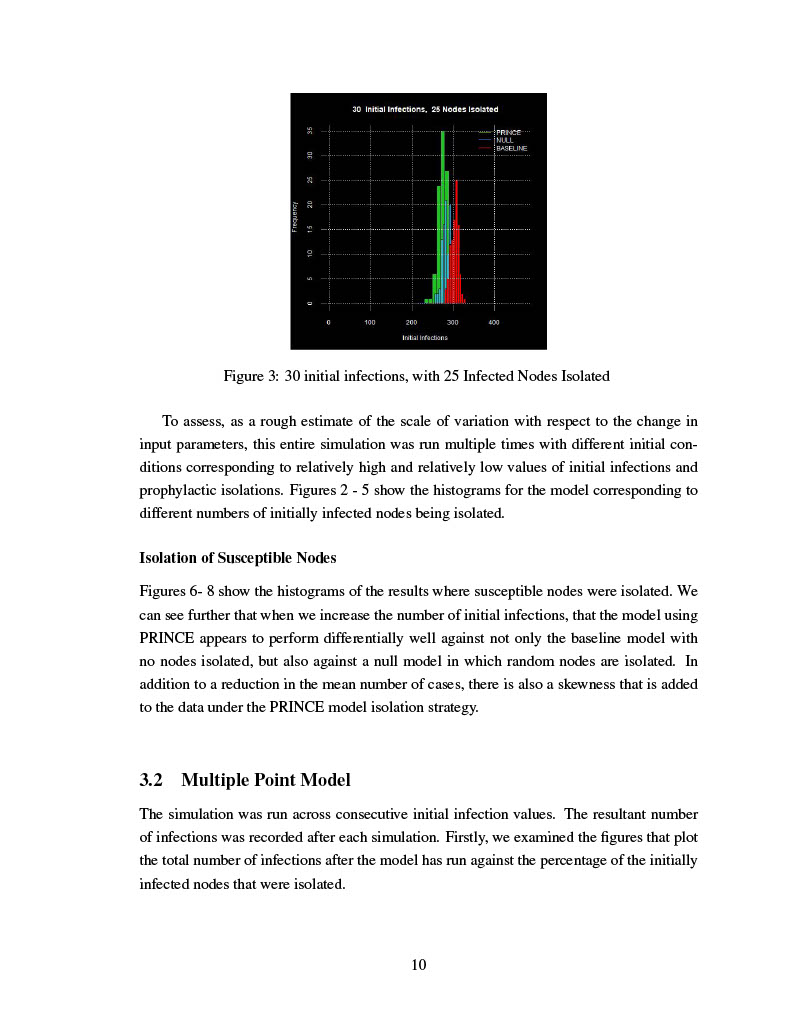 30 Initial Infections, 25 Nodes Isolated
PRINCE
NULL
BASELINE
Frequency
35
30
25
20
15
10
5
0
0 100 200 300 400
Initial Infections
Figure 3: 30 initial infections, with 25 Infected Nodes Isolated
To assess, as a rough estimate of the scale of variation with respect to the change in
input parameters, this entire simulation was run multiple times with different initial con-
ditions corresponding to relatively high and relatively low values of initial infections and
prophylactic isolations. Figures 2 - 5 show the histograms for the model corresponding to
different numbers of initially infected nodes being isolated.
Isolation of Susceptible Nodes
Figures 6- 8 show the histograms of the results where susceptible nodes were isolated. We
can see further that when we increase the number of initial infections, that the model using
PRINCE appears to perform differentially well against not only the baseline model with
no nodes isolated, but also against a null model in which random nodes are isolated. In
addition to a reduction in the mean number of cases, there is also a skewness that is added
to the data under the PRINCE model isolation strategy.
3.2 Multiple Point Model
The simulation was run across consecutive initial infection values. The resultant number
of infections was recorded after each simulation. Firstly, we examined the figures that plot
the total number of infections after the model has run against the percentage of the initially
infected nodes that were isolated.
10